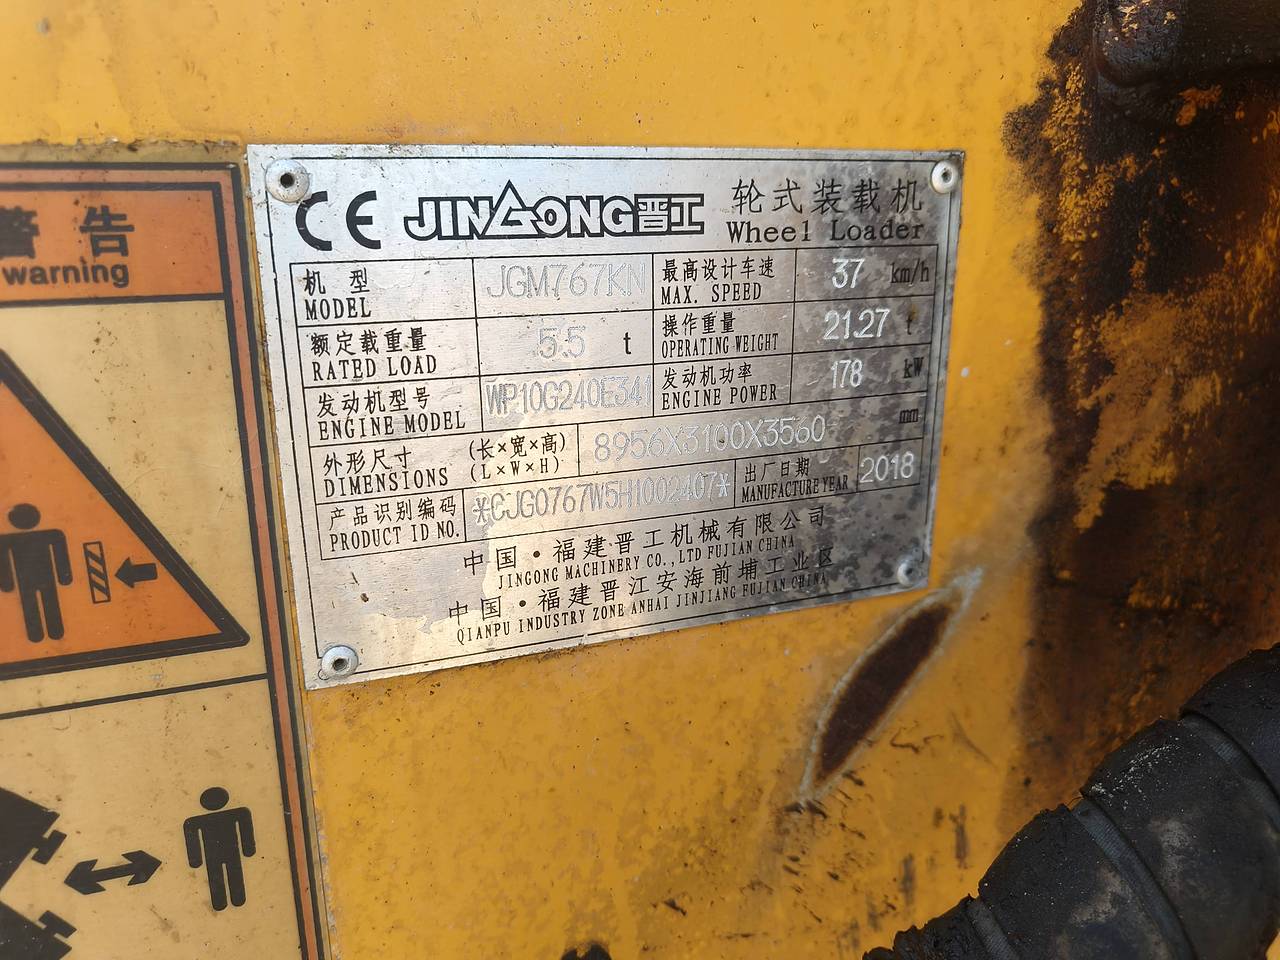 警告
warning
CE JINGONG晋工 轮式装载机
Wheel Loader
机型 JGM767KN 最高设计车速 37 km/h
MODEL MAX. SPEED
额定载重量 5.5 t 操作重量 21.27 t
RATED LOAD OPERATING WEIGHT
发动机型号 WP10G240E341 发动机功率 178 kW
ENGINE MODEL ENGINE POWER
外形尺寸 (长×宽×高) 8956X3100X3560 mm
DIMENSIONS (L×W×H)
产品识别编码 *CJG0767W5H1002407* 出厂日期 2018
PRODUCT ID NO. MANUFACTURE YEAR
中国·福建晋工机械有限公司
JINGONG MACHINERY CO.,LTD FUJIAN CHINA
中国·福建晋江安海前埔工业区
QIANPU INDUSTRY ZONE ANHAI JINJIANG FUJIAN CHINA